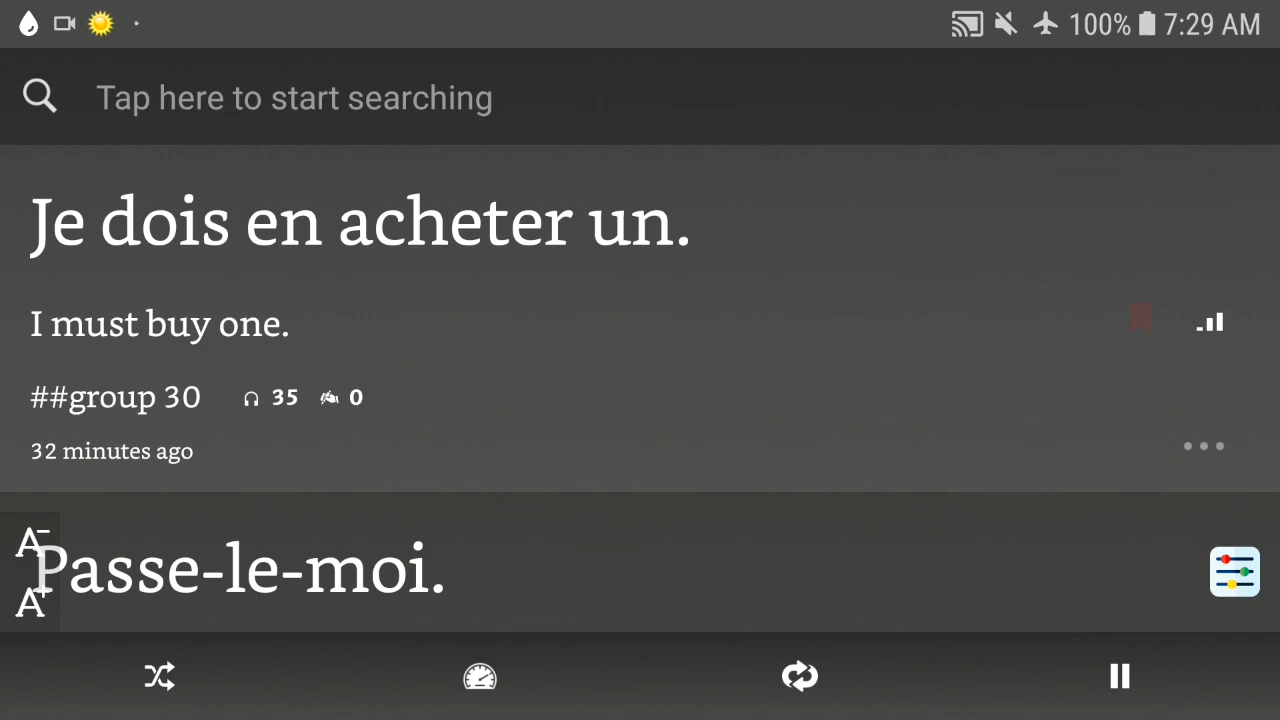 100% 7:29 AM
Tap here to start searching
Je dois en acheter un.
I must buy one.
##group 30 35 0
32 minutes ago
A-
Passe-le-moi.
A+